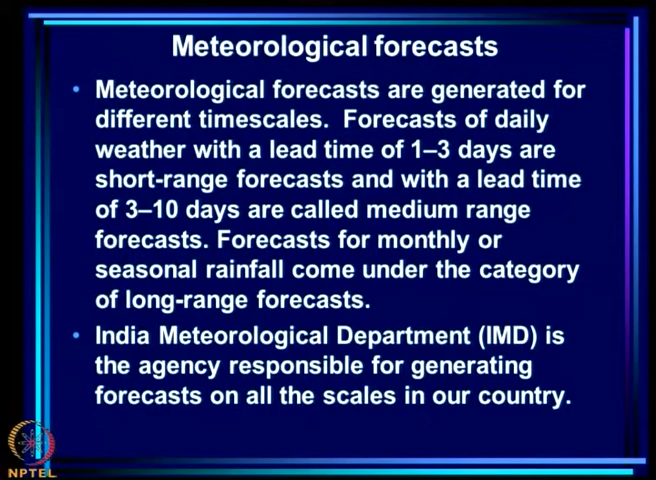 Meteorological forecasts
• Meteorological forecasts are generated for
different timescales. Forecasts of daily
weather with a lead time of 1–3 days are
short-range forecasts and with a lead time
of 3–10 days are called medium range
forecasts. Forecasts for monthly or
seasonal rainfall come under the category
of long-range forecasts.
• India Meteorological Department (IMD) is
the agency responsible for generating
forecasts on all the scales in our country.
NPTEL